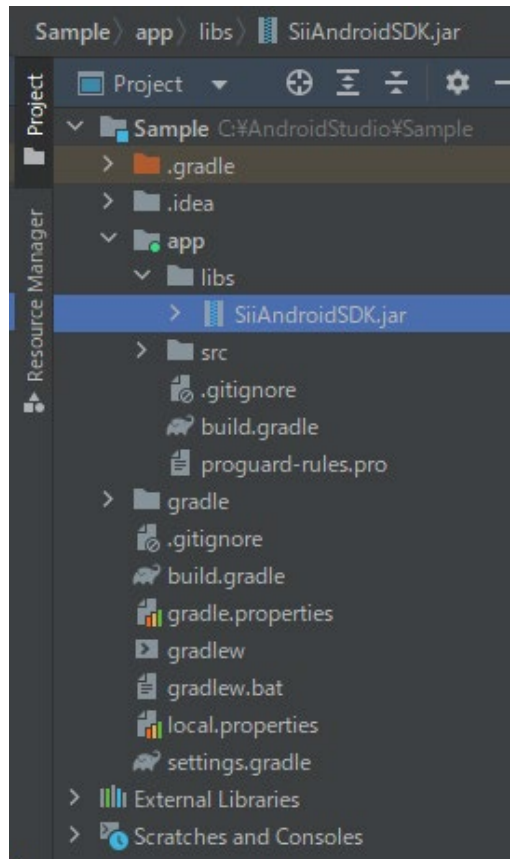 Sample app libs SiiAndroidSDK.jar
Project
Project
Sample C:¥AndroidStudio¥Sample
.gradle
.idea
app
libs
SiiAndroidSDK.jar
src
.gitignore
build.gradle
proguard-rules.pro
gradle
.gitignore
build.gradle
gradle.properties
gradlew
gradlew.bat
local.properties
settings.gradle
External Libraries
Scratches and Consoles
Resource Manager